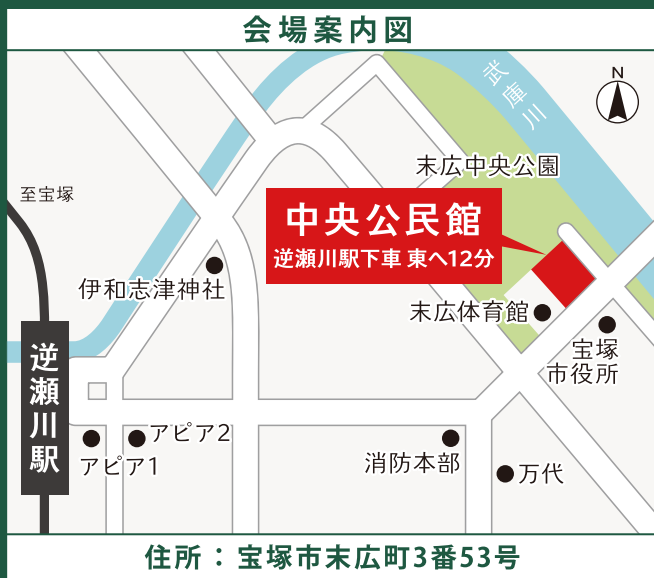 会場案内図
N
武庫川
末広中央公園
至宝塚
中央公民館
逆瀬川駅下車 東へ12分
伊和志津神社
末広体育館
宝塚
市役所
逆瀬川駅
アピア2
アピア1
消防本部
万代
住所：宝塚市末広町3番53号